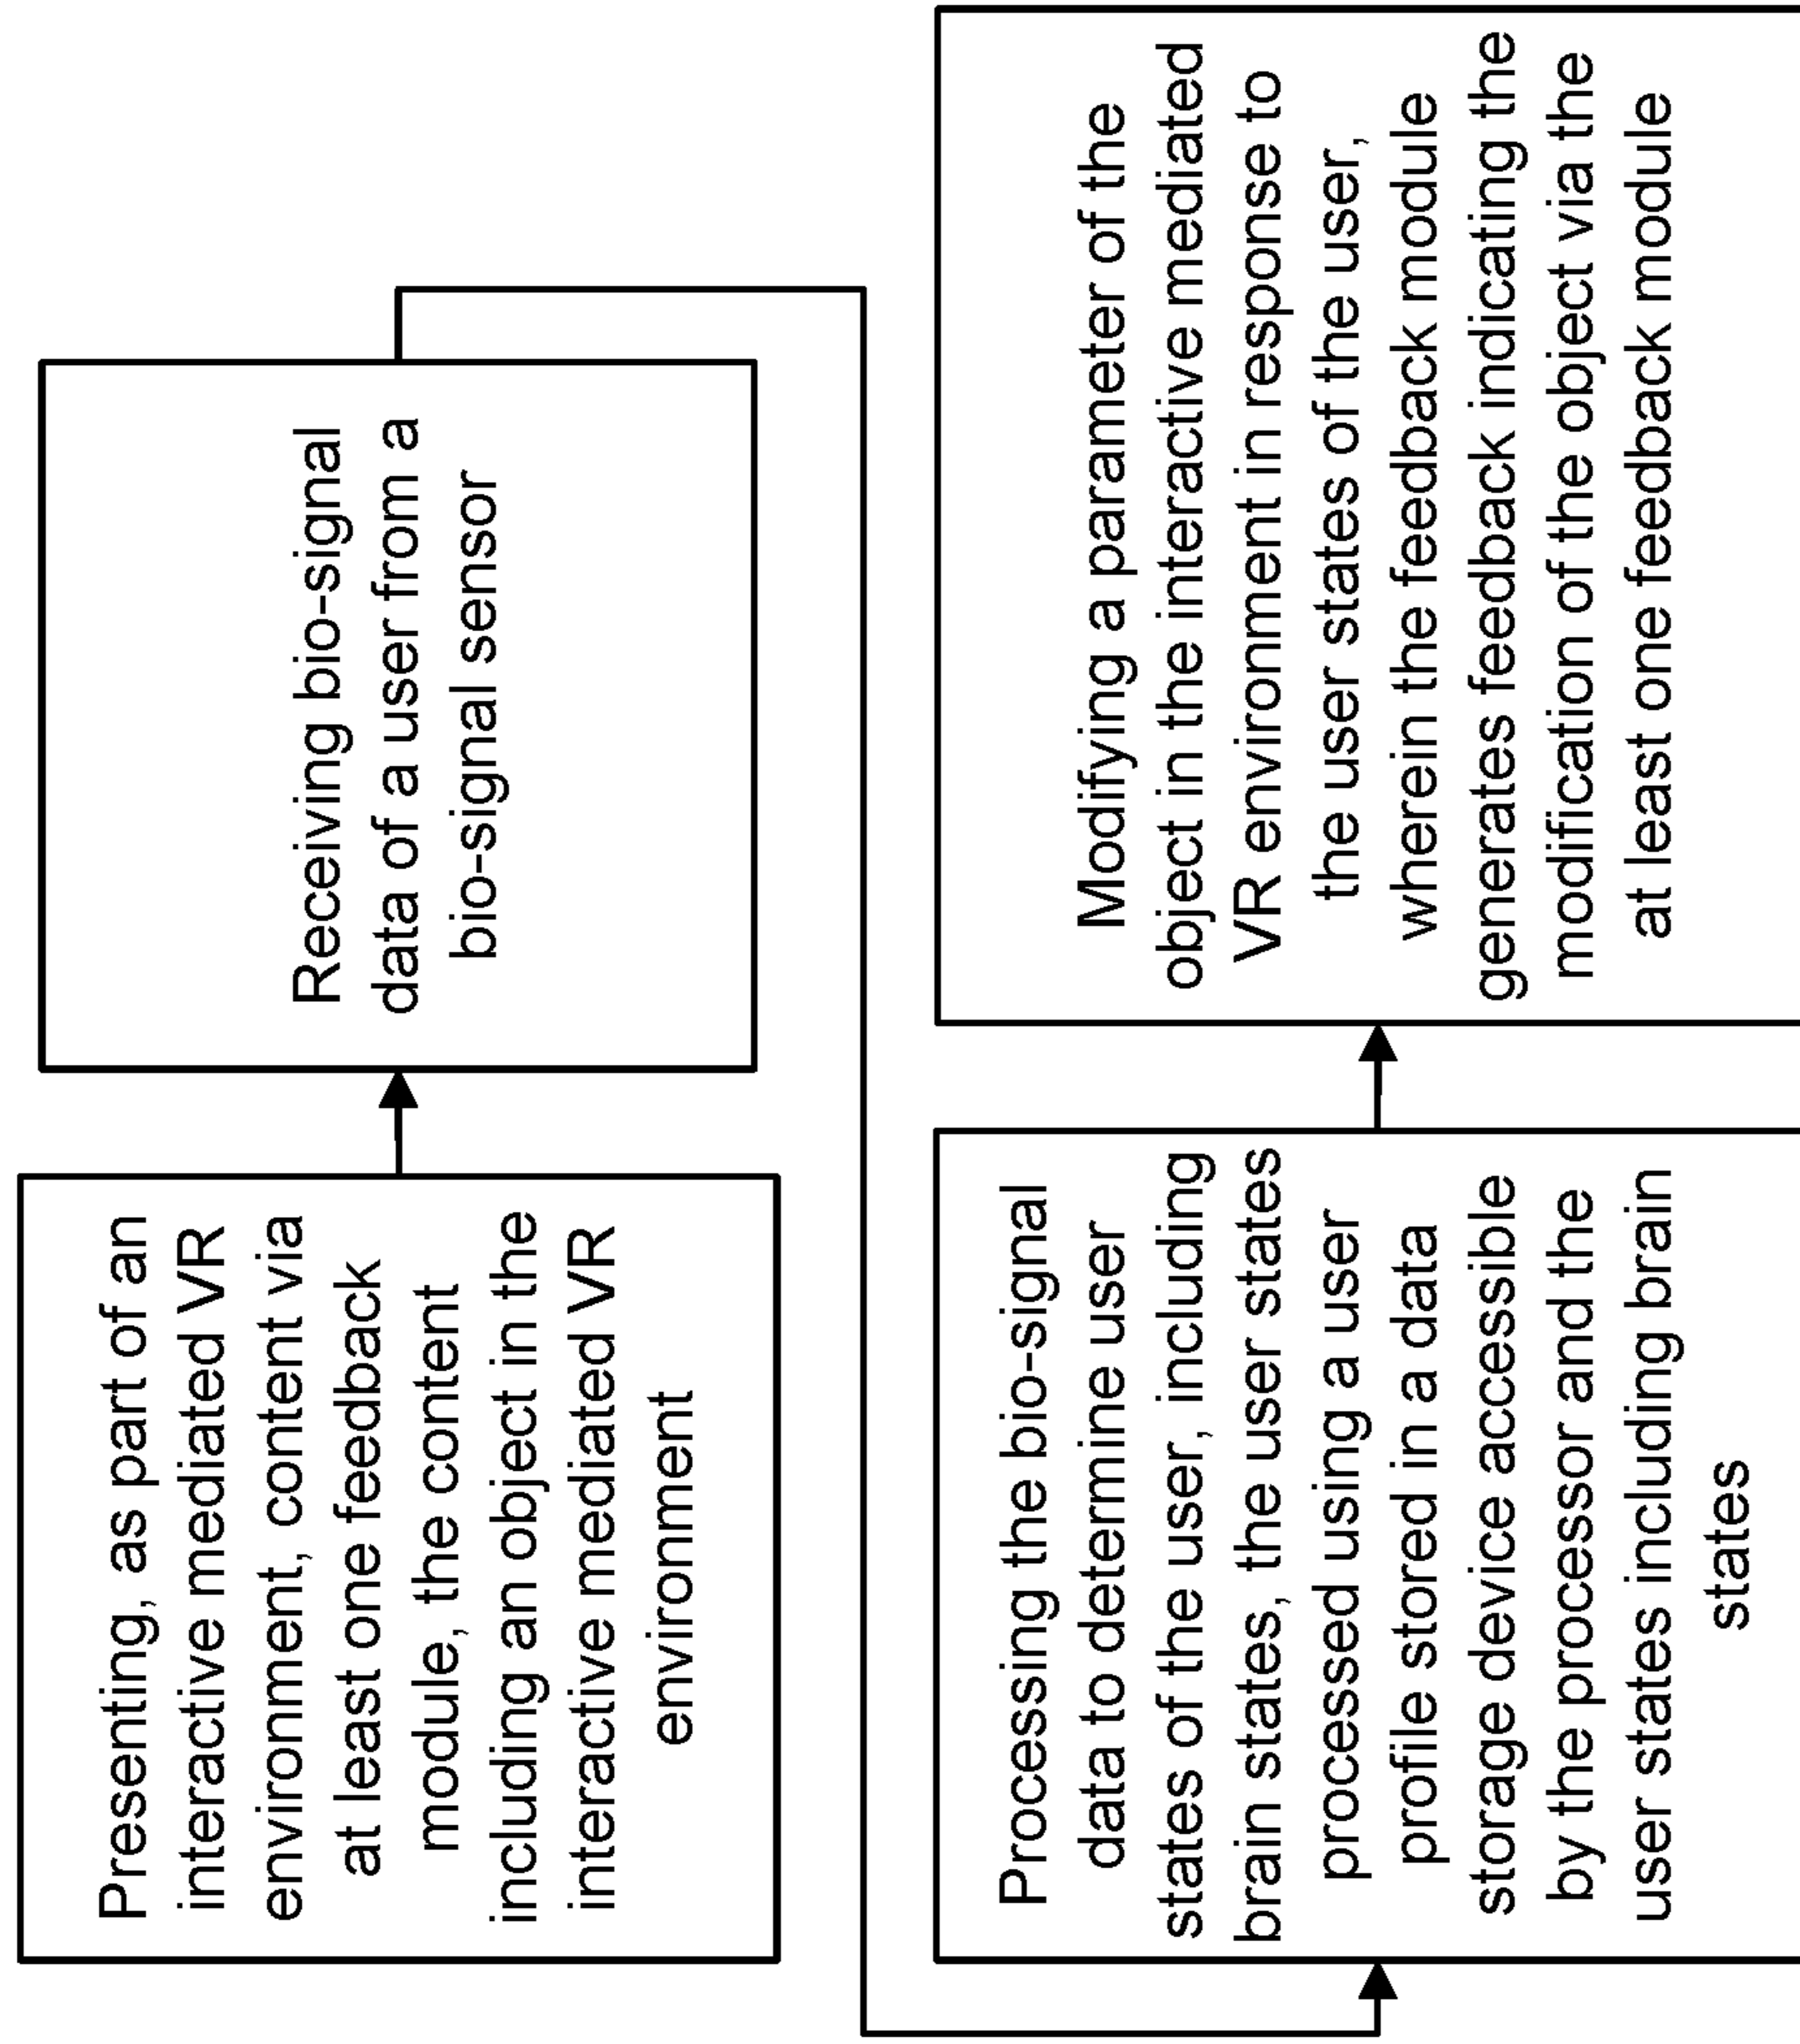 Presenting, as part of an
interactive mediated VR
environment, content via
at least one feedback
module, the content
including an object in the
interactive mediated VR
environment
Receiving bio-signal
data of a user from a
bio-signal sensor
Processing the bio-signal
data to determine user
states of the user, including
brain states, the user states
processed using a user
profile stored in a data
storage device accessible
by the processor and the
user states including brain
states
Modifying a parameter of the
object in the interactive mediated
VR environment in response to
the user states of the user,
wherein the feedback module
generates feedback indicating the
modification of the object via the
at least one feedback module